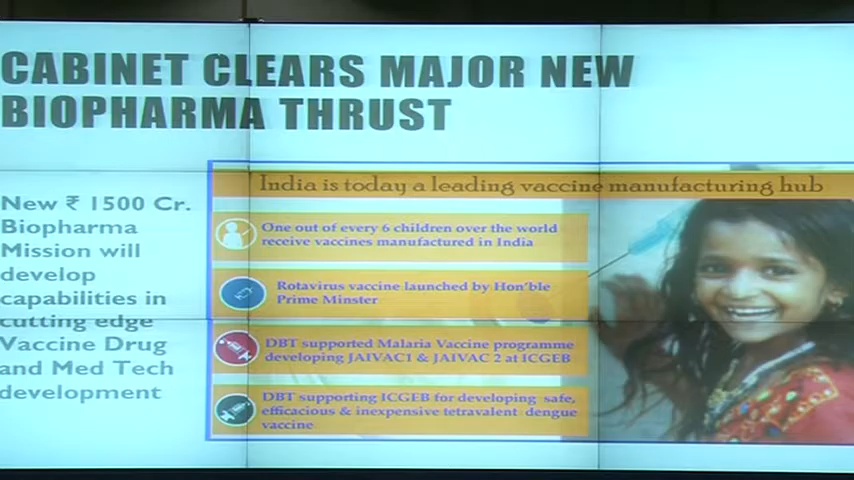 CABINET CLEARS MAJOR NEW
BIOPHARMA THRUST
New ₹ 1500 Cr.
Biopharma
Mission will
develop
capabilities in
cutting edge
Vaccine Drug
and Med Tech
development
India is today a leading vaccine manufacturing hub
One out of every 6 children over the world
receive vaccines manufactured in India
Rotavirus vaccine launched by Hon'ble
Prime Minster
DBT supported Malaria Vaccine programme
developing JAIVAC1 & JAIVAC 2 at ICGEB
DBT supporting ICGEB for developing safe,
efficacious & inexpensive tetravalent dengue
vaccine